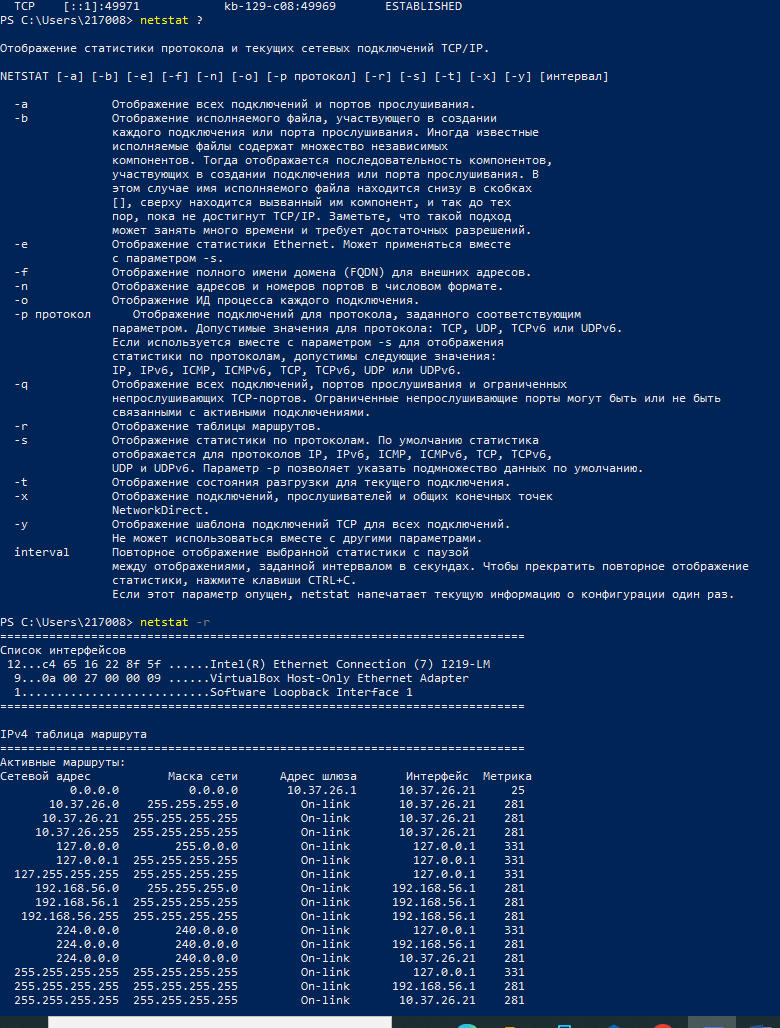 TCP    [::1]:49971            kb-129-c08:49969       ESTABLISHED
PS C:\Users\217008> netstat ?
Отображение статистики протокола и текущих сетевых подключений TCP/IP.
NETSTAT [-a] [-b] [-e] [-f] [-n] [-o] [-p протокол] [-r] [-s] [-t] [-x] [-y] [интервал]
-a            Отображение всех подключений и портов прослушивания.
-b            Отображение исполняемого файла, участвующего в создании
каждого подключения или порта прослушивания. Иногда известные
исполняемые файлы содержат множество независимых
компонентов. Тогда отображается последовательность компонентов,
участвующих в создании подключения или порта прослушивания. В
этом случае имя исполняемого файла находится снизу в скобках
[], сверху находится вызванный им компонент, и так до тех
пор, пока не достигнут TCP/IP. Заметьте, что такой подход
может занять много времени и требует достаточных разрешений.
-e            Отображение статистики Ethernet. Может применяться вместе
с параметром -s.
-f            Отображение полного имени домена (FQDN) для внешних адресов.
-n            Отображение адресов и номеров портов в числовом формате.
-o            Отображение ИД процесса каждого подключения.
-p протокол      Отображение подключений для протокола, заданного соответствующим
параметром. Допустимые значения для протокола: TCP, UDP, TCPv6 или UDPv6.
Если используется вместе с параметром -s для отображения
статистики по протоколам, допустимы следующие значения:
IP, IPv6, ICMP, ICMPv6, TCP, TCPv6, UDP или UDPv6.
-q            Отображение всех подключений, портов прослушивания и ограниченных
непрослушивающих TCP-портов. Ограниченные непрослушивающие порты могут быть или не быть
связанными с активными подключениями.
-r            Отображение таблицы маршрутов.
-s            Отображение статистики по протоколам. По умолчанию статистика
отображается для протоколов IP, IPv6, ICMP, ICMPv6, TCP, TCPv6,
UDP и UDPv6. Параметр -p позволяет указать подмножество данных по умолчанию.
-t            Отображение состояния разгрузки для текущего подключения.
-x            Отображение подключений, прослушивателей и общих конечных точек
NetworkDirect.
-y            Отображение шаблона подключений TCP для всех подключений.
Не может использоваться вместе с другими параметрами.
interval      Повторное отображение выбранной статистики с паузой
между отображениями, заданной интервалом в секундах. Чтобы прекратить повторное отображение
статистики, нажмите клавиши CTRL+C.
Если этот параметр опущен, netstat напечатает текущую информацию о конфигурации один раз.
PS C:\Users\217008> netstat -r
===========================================================================
Список интерфейсов
12...c4 65 16 22 8f 5f ......Intel(R) Ethernet Connection (7) I219-LM
9...0a 00 27 00 00 09 ......VirtualBox Host-Only Ethernet Adapter
1...........................Software Loopback Interface 1
===========================================================================
IPv4 таблица маршрута
===========================================================================
Активные маршруты:
Сетевой адрес           Маска сети      Адрес шлюза       Интерфейс  Метрика
0.0.0.0          0.0.0.0       10.37.26.1      10.37.26.21     25
10.37.26.0    255.255.255.0         On-link       10.37.26.21    281
10.37.26.21  255.255.255.255         On-link       10.37.26.21    281
10.37.26.255  255.255.255.255         On-link       10.37.26.21    281
127.0.0.0        255.0.0.0         On-link         127.0.0.1    331
127.0.0.1  255.255.255.255         On-link         127.0.0.1    331
127.255.255.255  255.255.255.255         On-link         127.0.0.1    331
192.168.56.0    255.255.255.0         On-link      192.168.56.1    281
192.168.56.1  255.255.255.255         On-link      192.168.56.1    281
192.168.56.255  255.255.255.255         On-link      192.168.56.1    281
224.0.0.0        240.0.0.0         On-link         127.0.0.1    331
224.0.0.0        240.0.0.0         On-link      192.168.56.1    281
224.0.0.0        240.0.0.0         On-link       10.37.26.21    281
255.255.255.255  255.255.255.255         On-link         127.0.0.1    331
255.255.255.255  255.255.255.255         On-link      192.168.56.1    281
255.255.255.255  255.255.255.255         On-link       10.37.26.21    281